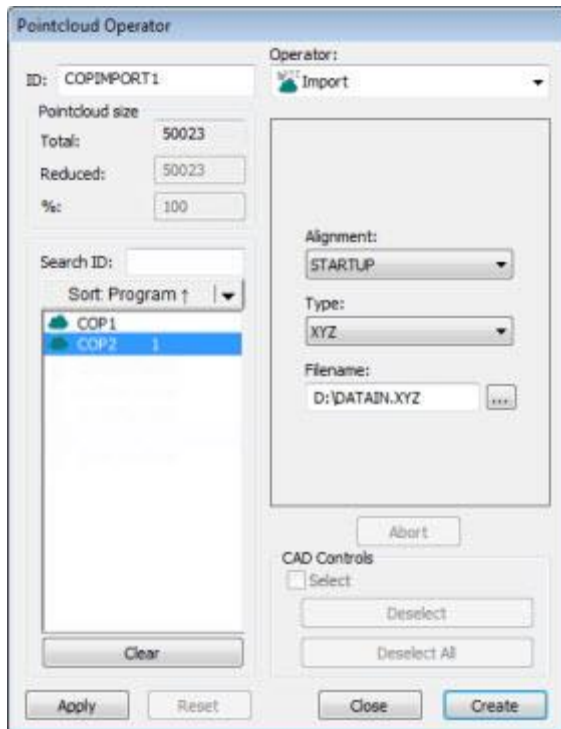 Pointcloud Operator
ID: COPIMPORT1
Operator:
Import
Pointcloud size
Total: 50023
Reduced: 50023
%: 100
Search ID:
Sort: Program ↑
COP1
COP2 1
Clear
Alignment:
STARTUP
Type:
XYZ
Filename:
D:\DATAIN.XYZ ...
Abort
CAD Controls
Select
Deselect
Deselect All
Apply Reset Close Create